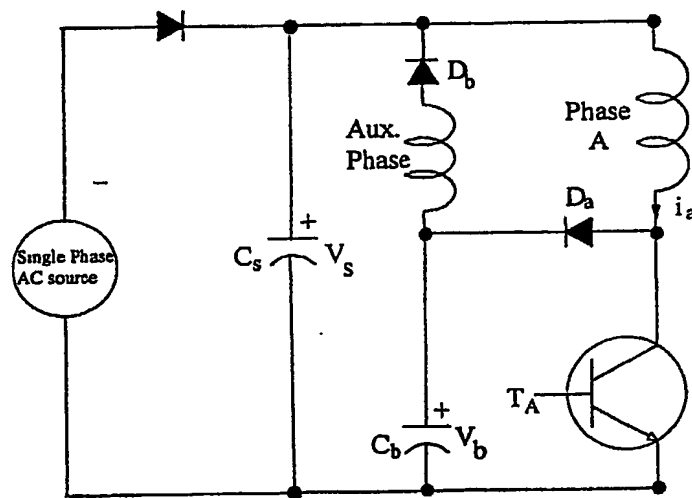 D_b
Aux.
Phase
Phase
A
D_a
i_a
−
Single Phase
AC source
+
C_s V_s
T_A
+
C_b V_b